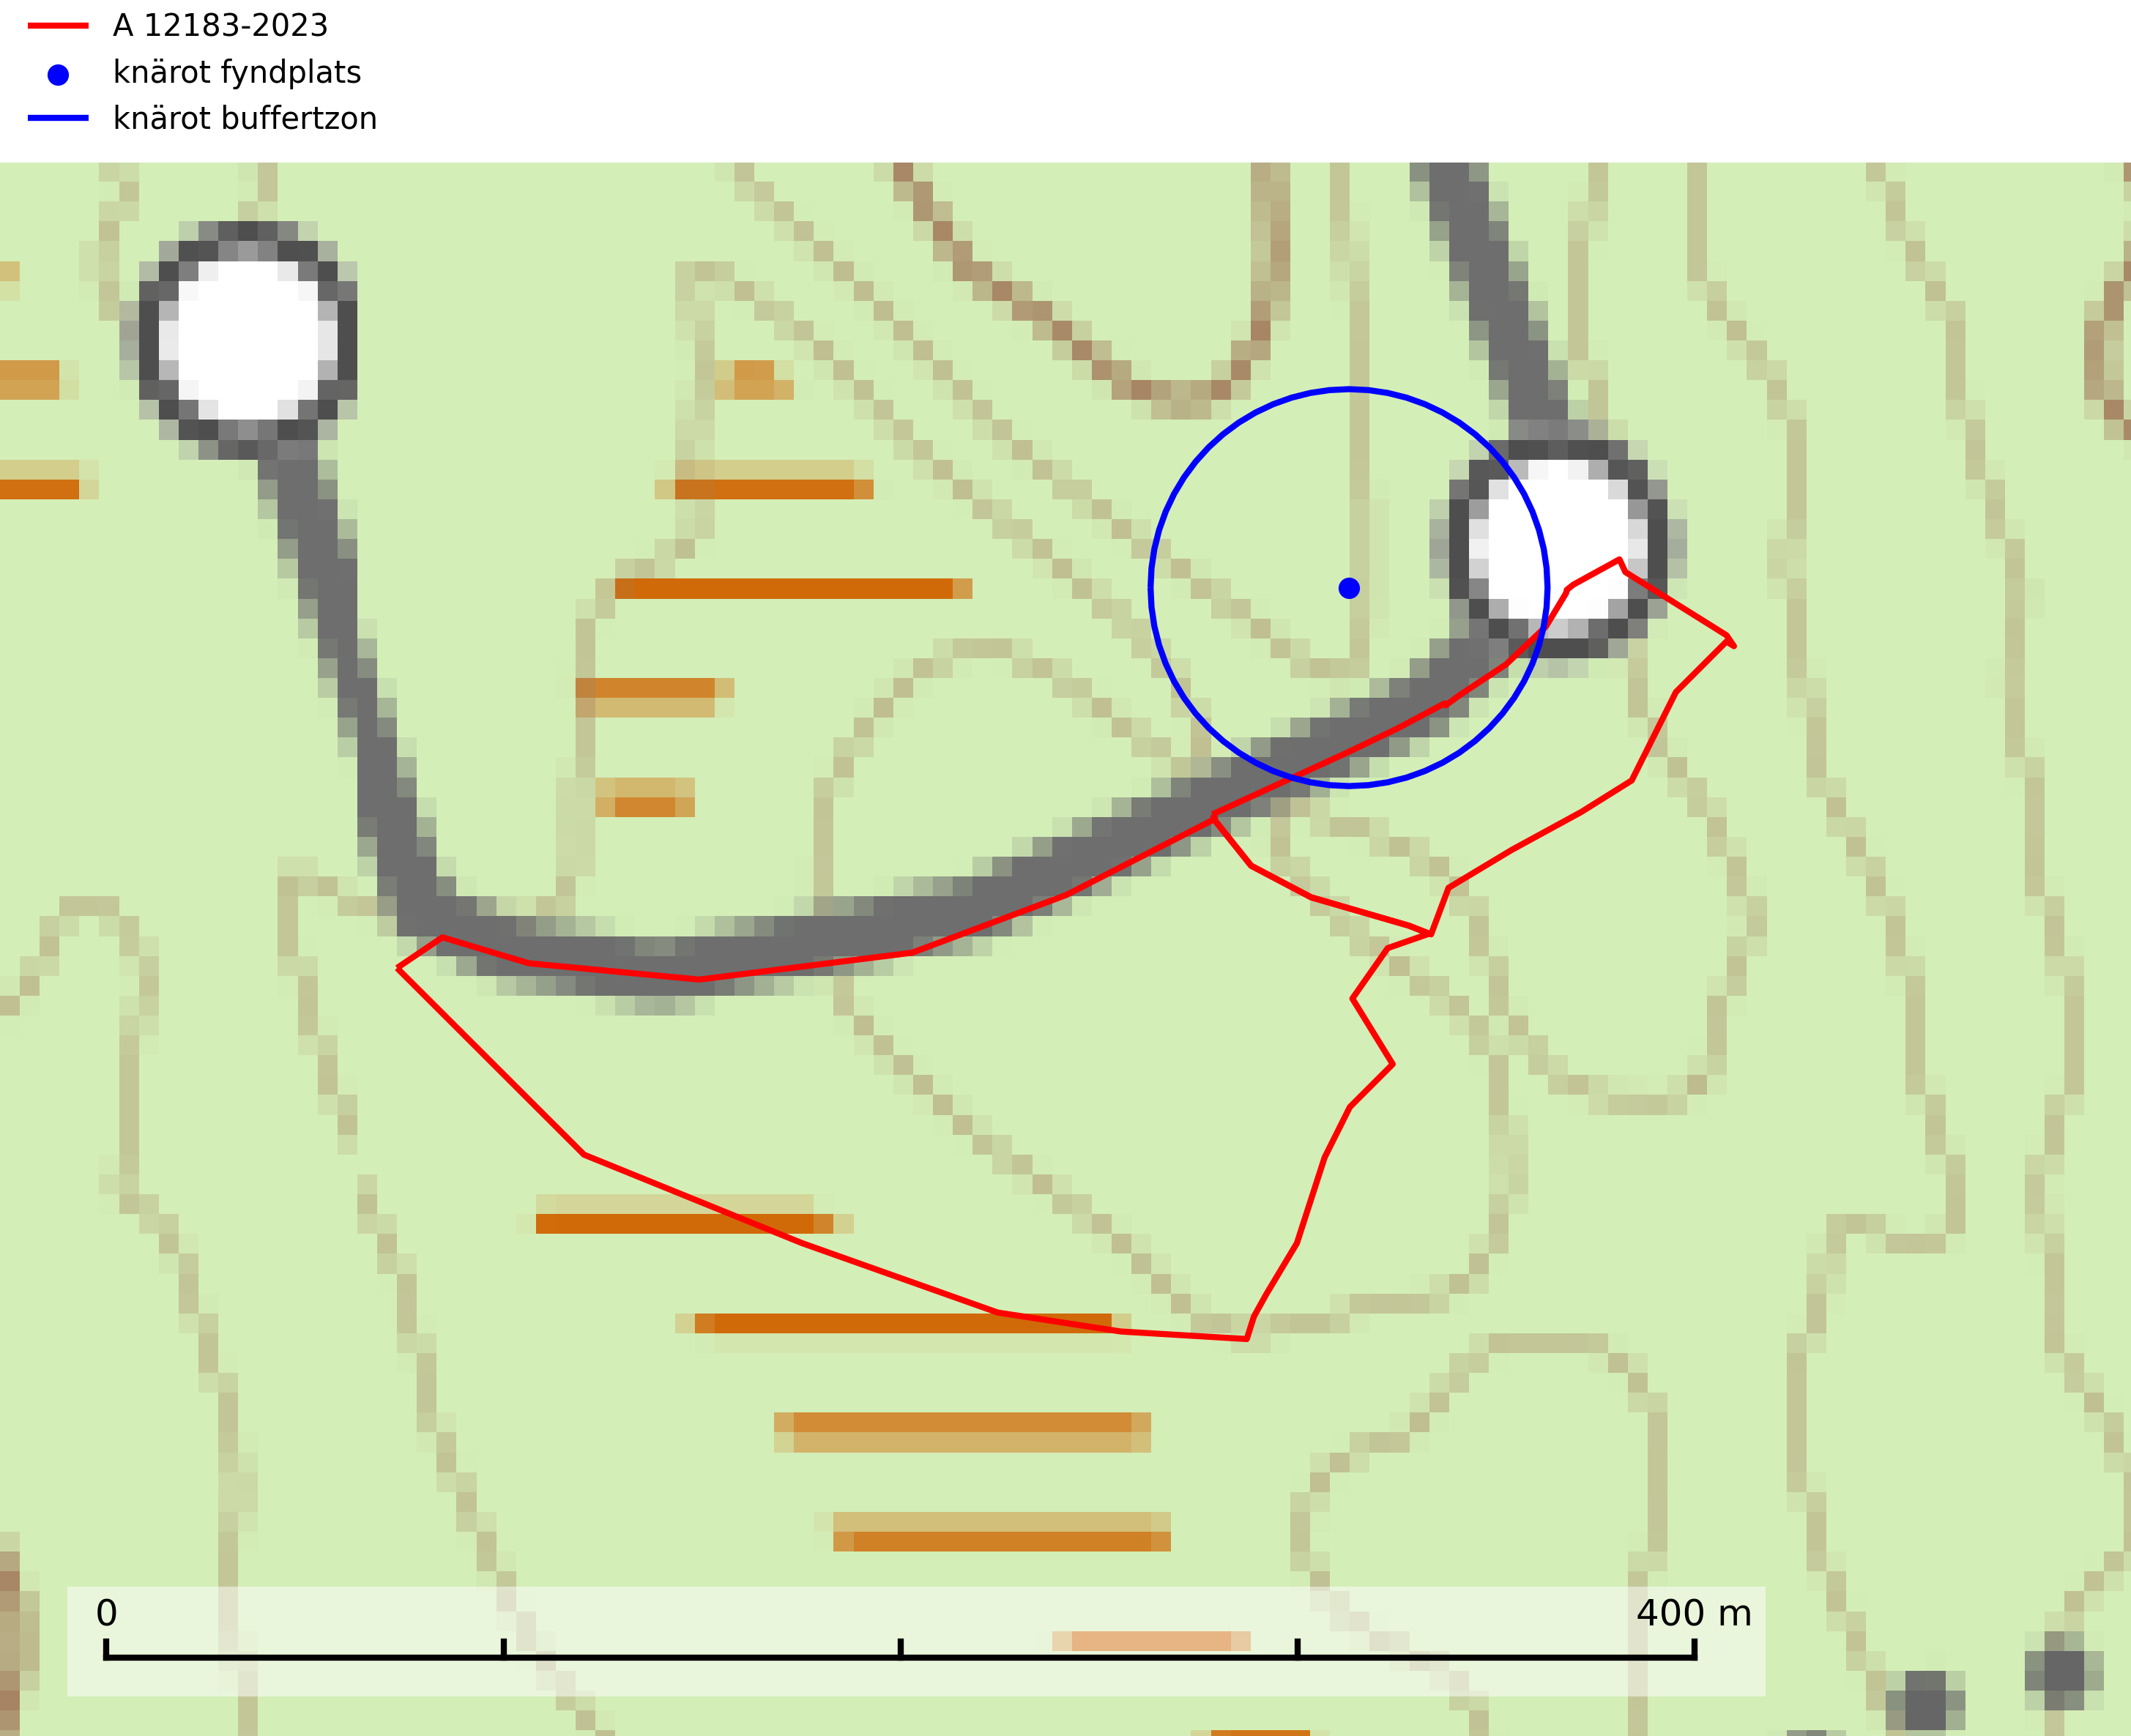 A 12183-2023
knärot fyndplats
knärot buffertzon
0 400 m